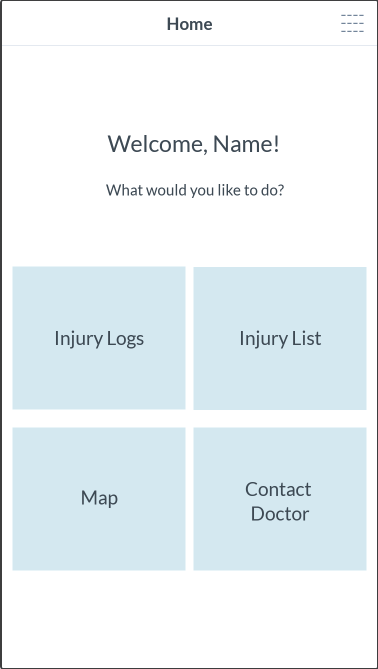 Home
Welcome, Name!
What would you like to do?
Injury Logs
Injury List
Map
Contact
Doctor